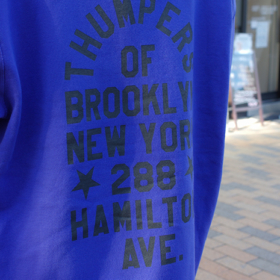 THUMPERS
OF
BROOKLY
NEW YOR
★ 288 ★
HAMILTO
AVE.